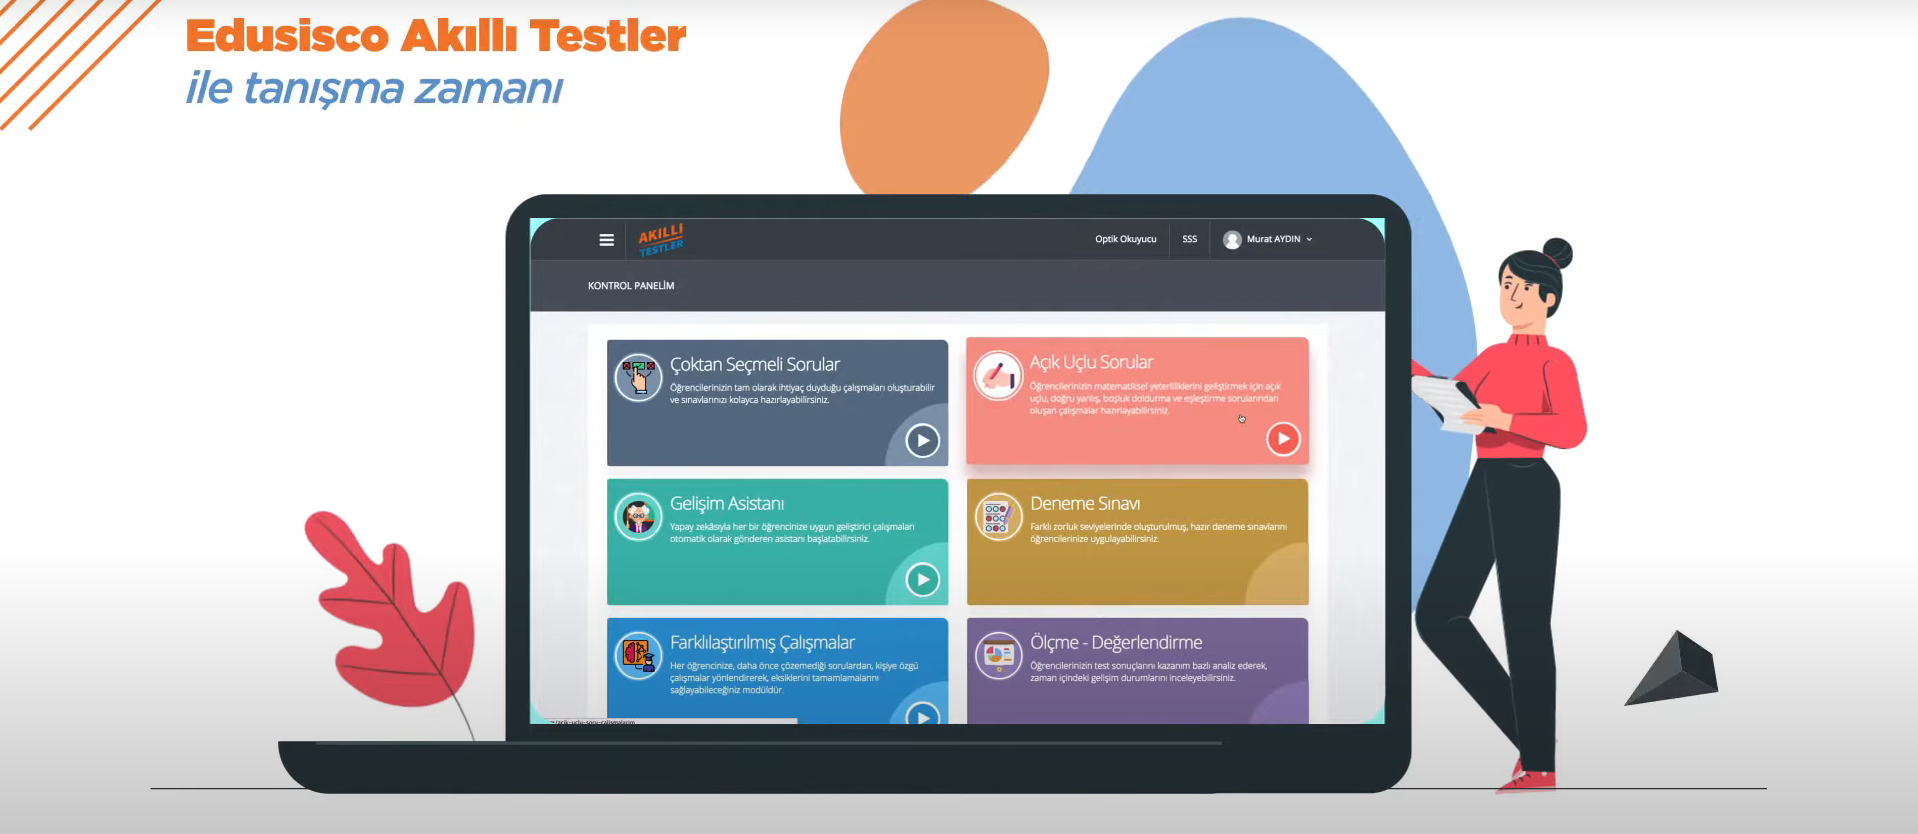 Edusisco Akıllı Testler
ile tanışma zamanı
AKILLI
TESTLER
Optik Okuyucu
SSS
Murat AYDIN
KONTROL PANELİM
Çoktan Seçmeli Sorular
Öğrencilerinizin tam olarak ihtiyaç duyduğu çalışmaları oluşturabilir
ve sınavlarınızı kolayca hazırlayabilirsiniz.
Açık Uçlu Sorular
Öğrencilerinizin matematiksel yeterliliklerini geliştirmek için açık
uçlu, doğru yanlış, boşluk doldurma ve eşleştirme sorularından
oluşan çalışmalar hazırlayabilirsiniz.
Gelişim Asistanı
Yapay zekâsıyla her bir öğrencinize uygun geliştirici çalışmaları
otomatik olarak gönderen asistanı başlatabilirsiniz.
Deneme Sınavı
Farklı zorluk seviyelerinde oluşturulmuş, hazır deneme sınavlarını
öğrencilerinize uygulayabilirsiniz.
Farklılaştırılmış Çalışmalar
Her öğrencinize, daha önce çözemediği sorulardan, kişiye özgü
çalışmalar yönlendirerek, eksiklerini tamamlamalarını
sağlayabileceğiniz modüldür.
Ölçme - Değerlendirme
Öğrencilerinizin test sonuçlarını kazanım bazlı analiz ederek,
zaman içindeki gelişim durumlarını inceleyebilirsiniz.